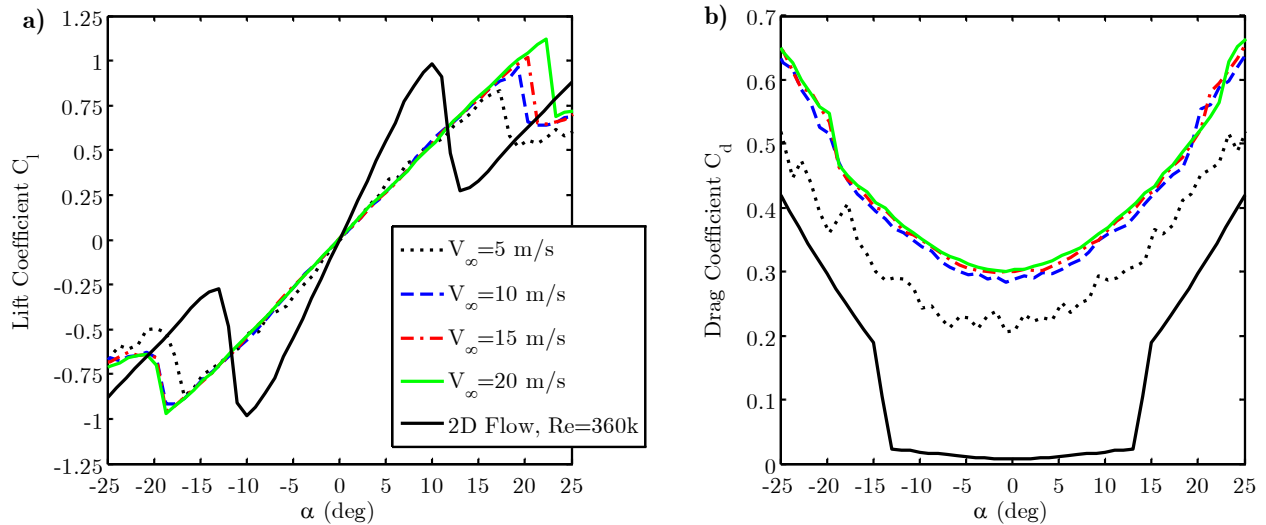 a)
Lift Coefficient C_l
1.25
1
0.75
0.5
0.25
0
-0.25
-0.5
-0.75
-1
-1.25
-25 -20 -15 -10 -5 0 5 10 15 20 25
α (deg)
V∞=5 m/s
V∞=10 m/s
V∞=15 m/s
V∞=20 m/s
2D Flow, Re=360k
b)
Drag Coefficient C_d
0.7
0.6
0.5
0.4
0.3
0.2
0.1
0
-25 -20 -15 -10 -5 0 5 10 15 20 25
α (deg)